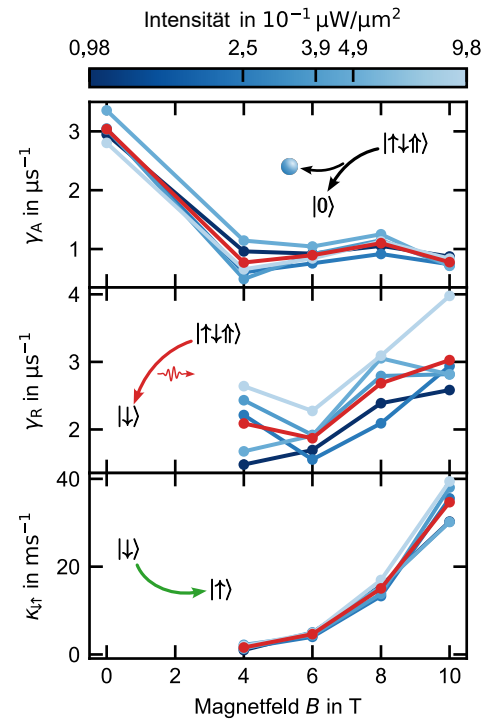 Intensität in 10⁻¹ μW/μm²
0,98 2,5 3,9 4,9 9,8
3
2
1
γ_A in μs⁻¹
|↑↓⇑⟩
|0⟩
4
3
2
γ_R in μs⁻¹
|↑↓⇑⟩
|↓⟩
40
20
0
κ_↓↑ in ms⁻¹
|↓⟩
|↑⟩
0 2 4 6 8 10
Magnetfeld B in T